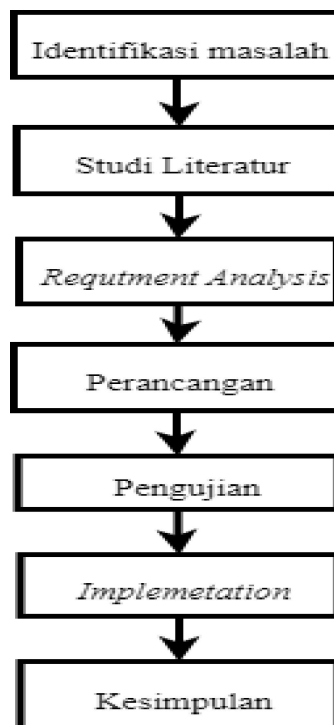 Identifikasi masalah
Studi Literatur
Requtment Analysis
Perancangan
Pengujian
Implemetation
Kesimpulan